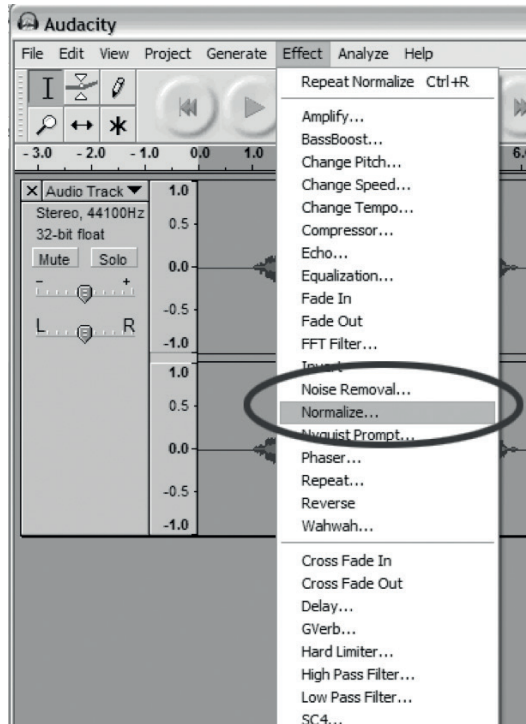 Audacity
File Edit View Project Generate Effect Analyze Help
- 3.0 - 2.0 - 1.0 0.0 1.0 6.
X Audio Track
Stereo, 44100Hz
32-bit float
Mute Solo
- +
L R
1.0
0.5
0.0
-0.5
-1.0
1.0
0.5
0.0
-0.5
-1.0
Repeat Normalize Ctrl+R
Amplify...
BassBoost...
Change Pitch...
Change Speed...
Change Tempo...
Compressor...
Echo...
Equalization...
Fade In
Fade Out
FFT Filter...
Invert
Noise Removal...
Normalize...
Nyquist Prompt...
Phaser...
Repeat...
Reverse
Wahwah...
Cross Fade In
Cross Fade Out
Delay...
GVerb...
Hard Limiter...
High Pass Filter...
Low Pass Filter...
SC4...